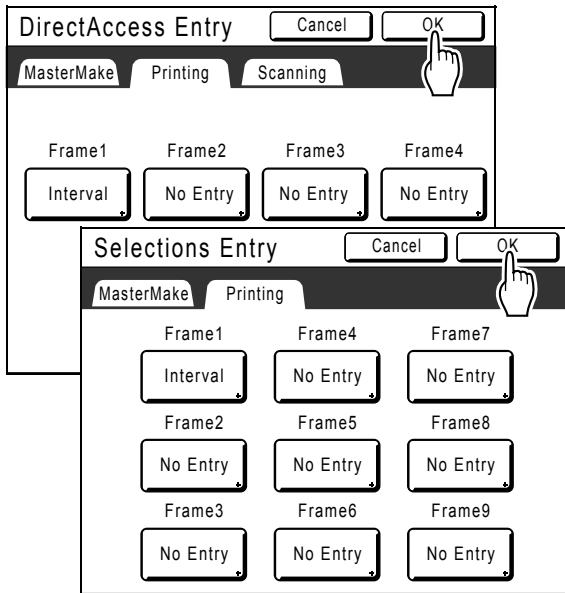 DirectAccess Entry Cancel OK
MasterMake Printing Scanning
Frame1 Frame2 Frame3 Frame4
Interval No Entry No Entry No Entry
Selections Entry Cancel OK
MasterMake Printing
Frame1 Frame4 Frame7
Interval No Entry No Entry
Frame2 Frame5 Frame8
No Entry No Entry No Entry
Frame3 Frame6 Frame9
No Entry No Entry No Entry